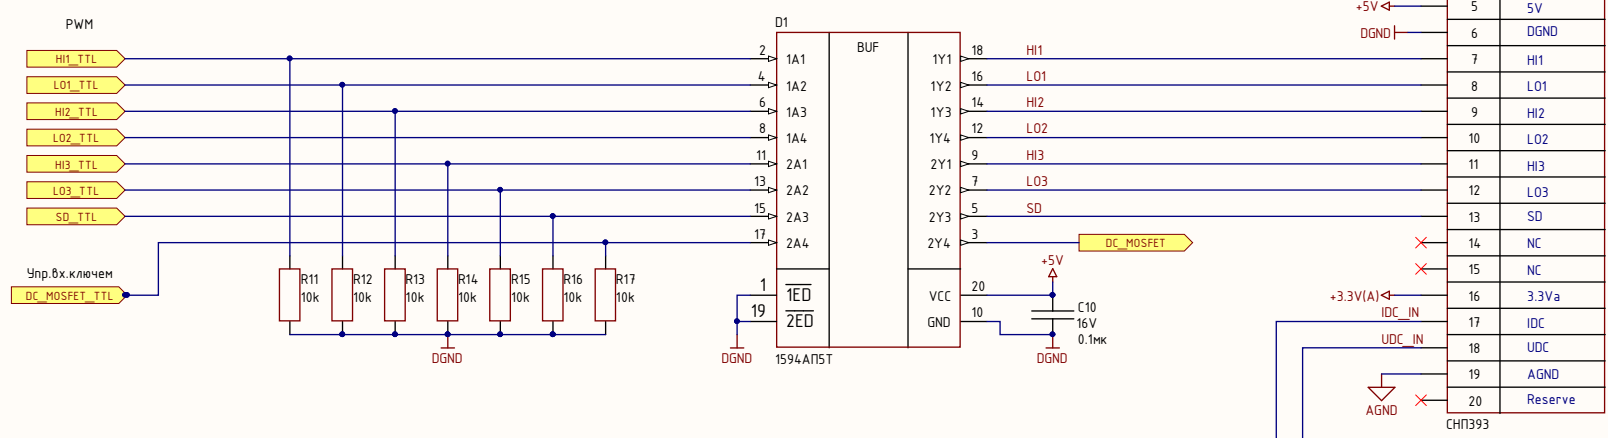 PWM
HI1_TTL
LO1_TTL
HI2_TTL
LO2_TTL
HI3_TTL
LO3_TTL
SD_TTL
Упр.вх.ключем
DC_MOSFET_TTL
R11
10k
R12
10k
R13
10k
R14
10k
R15
10k
R16
10k
R17
10k
DGND
D1
BUF
2 1A1 1Y1 18 HI1
4 1A2 1Y2 16 LO1
6 1A3 1Y3 14 HI2
8 1A4 1Y4 12 LO2
11 2A1 2Y1 9 HI3
13 2A2 2Y2 7 LO3
15 2A3 2Y3 5 SD
17 2A4 2Y4 3 DC_MOSFET
1 1ED VCC 20
19 2ED GND 10
DGND
1594АП5Т
+5V
C10
16V
0.1мк
DGND
+5V 5 5V
DGND 6 DGND
7 HI1
8 LO1
9 HI2
10 LO2
11 HI3
12 LO3
13 SD
14 NC
15 NC
+3.3V(A) 16 3.3Va
IDC_IN 17 IDC
UDC_IN 18 UDC
19 AGND
AGND
20 Reserve
СНП393